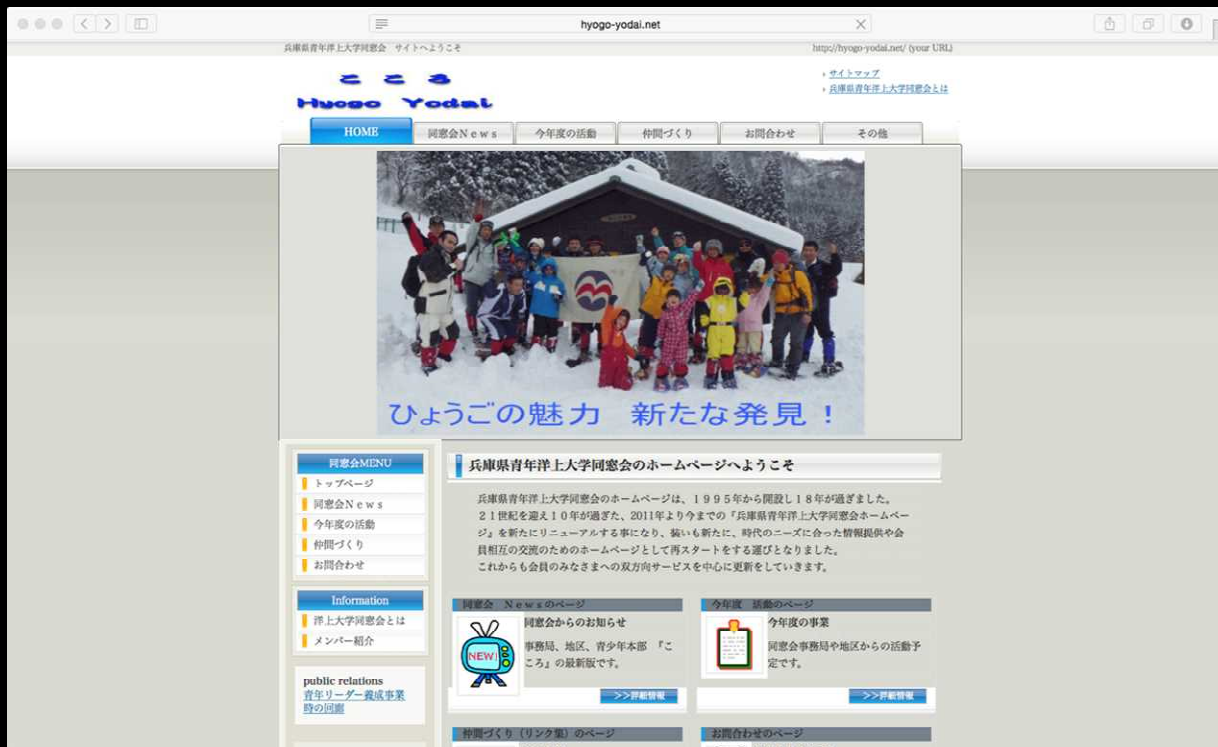 hyogo-yodai.net
兵庫県青年洋上大学同窓会 サイトへようこそ
http://hyogo-yodai.net/ (your URL)
こころ
Hyogo Yodai
サイトマップ
兵庫県青年洋上大学同窓会とは
HOME
同窓会Ｎｅｗｓ
今年度の活動
仲間づくり
お問合わせ
その他
ひょうごの魅力 新たな発見！
同窓会MENU
トップページ
同窓会Ｎｅｗｓ
今年度の活動
仲間づくり
お問合わせ
Information
洋上大学同窓会とは
メンバー紹介
public relations
青年リーダー養成事業
時の回廊
兵庫県青年洋上大学同窓会のホームページへようこそ
兵庫県青年洋上大学同窓会のホームページは、１９９５年から開設し１８年が過ぎました。
２１世紀を迎え１０年が過ぎた、2011年より今までの『兵庫県青年洋上大学同窓会ホームペー
ジ』を新たにリニューアルする事になり、装いも新たに、時代のニーズに合った情報提供や会
員相互の交流のためのホームページとして再スタートをする運びとなりました。
これからも会員のみなさまへの双方向サービスを中心に更新をしていきます。
同窓会 Ｎｅｗｓのページ
NEW!
同窓会からのお知らせ
事務局、地区、青少年本部 『こ
ころ』の最新版です。
>>詳細情報
今年度 活動のページ
今年度の事業
同窓会事務局や地区からの活動予
定です。
>>詳細情報
仲間づくり（リンク集）のページ
お問合わせのページ